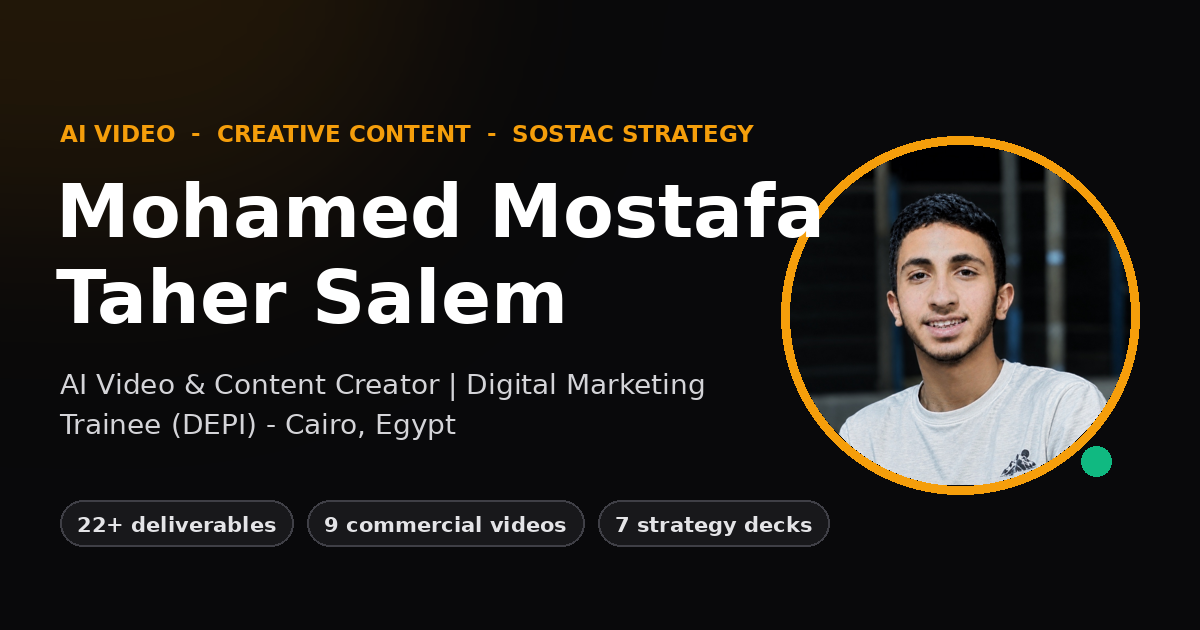 AI VIDEO - CREATIVE CONTENT - SOSTAC STRATEGY
Mohamed Mostafa
Taher Salem
AI Video & Content Creator | Digital Marketing
Trainee (DEPI) - Cairo, Egypt
22+ deliverables
9 commercial videos
7 strategy decks